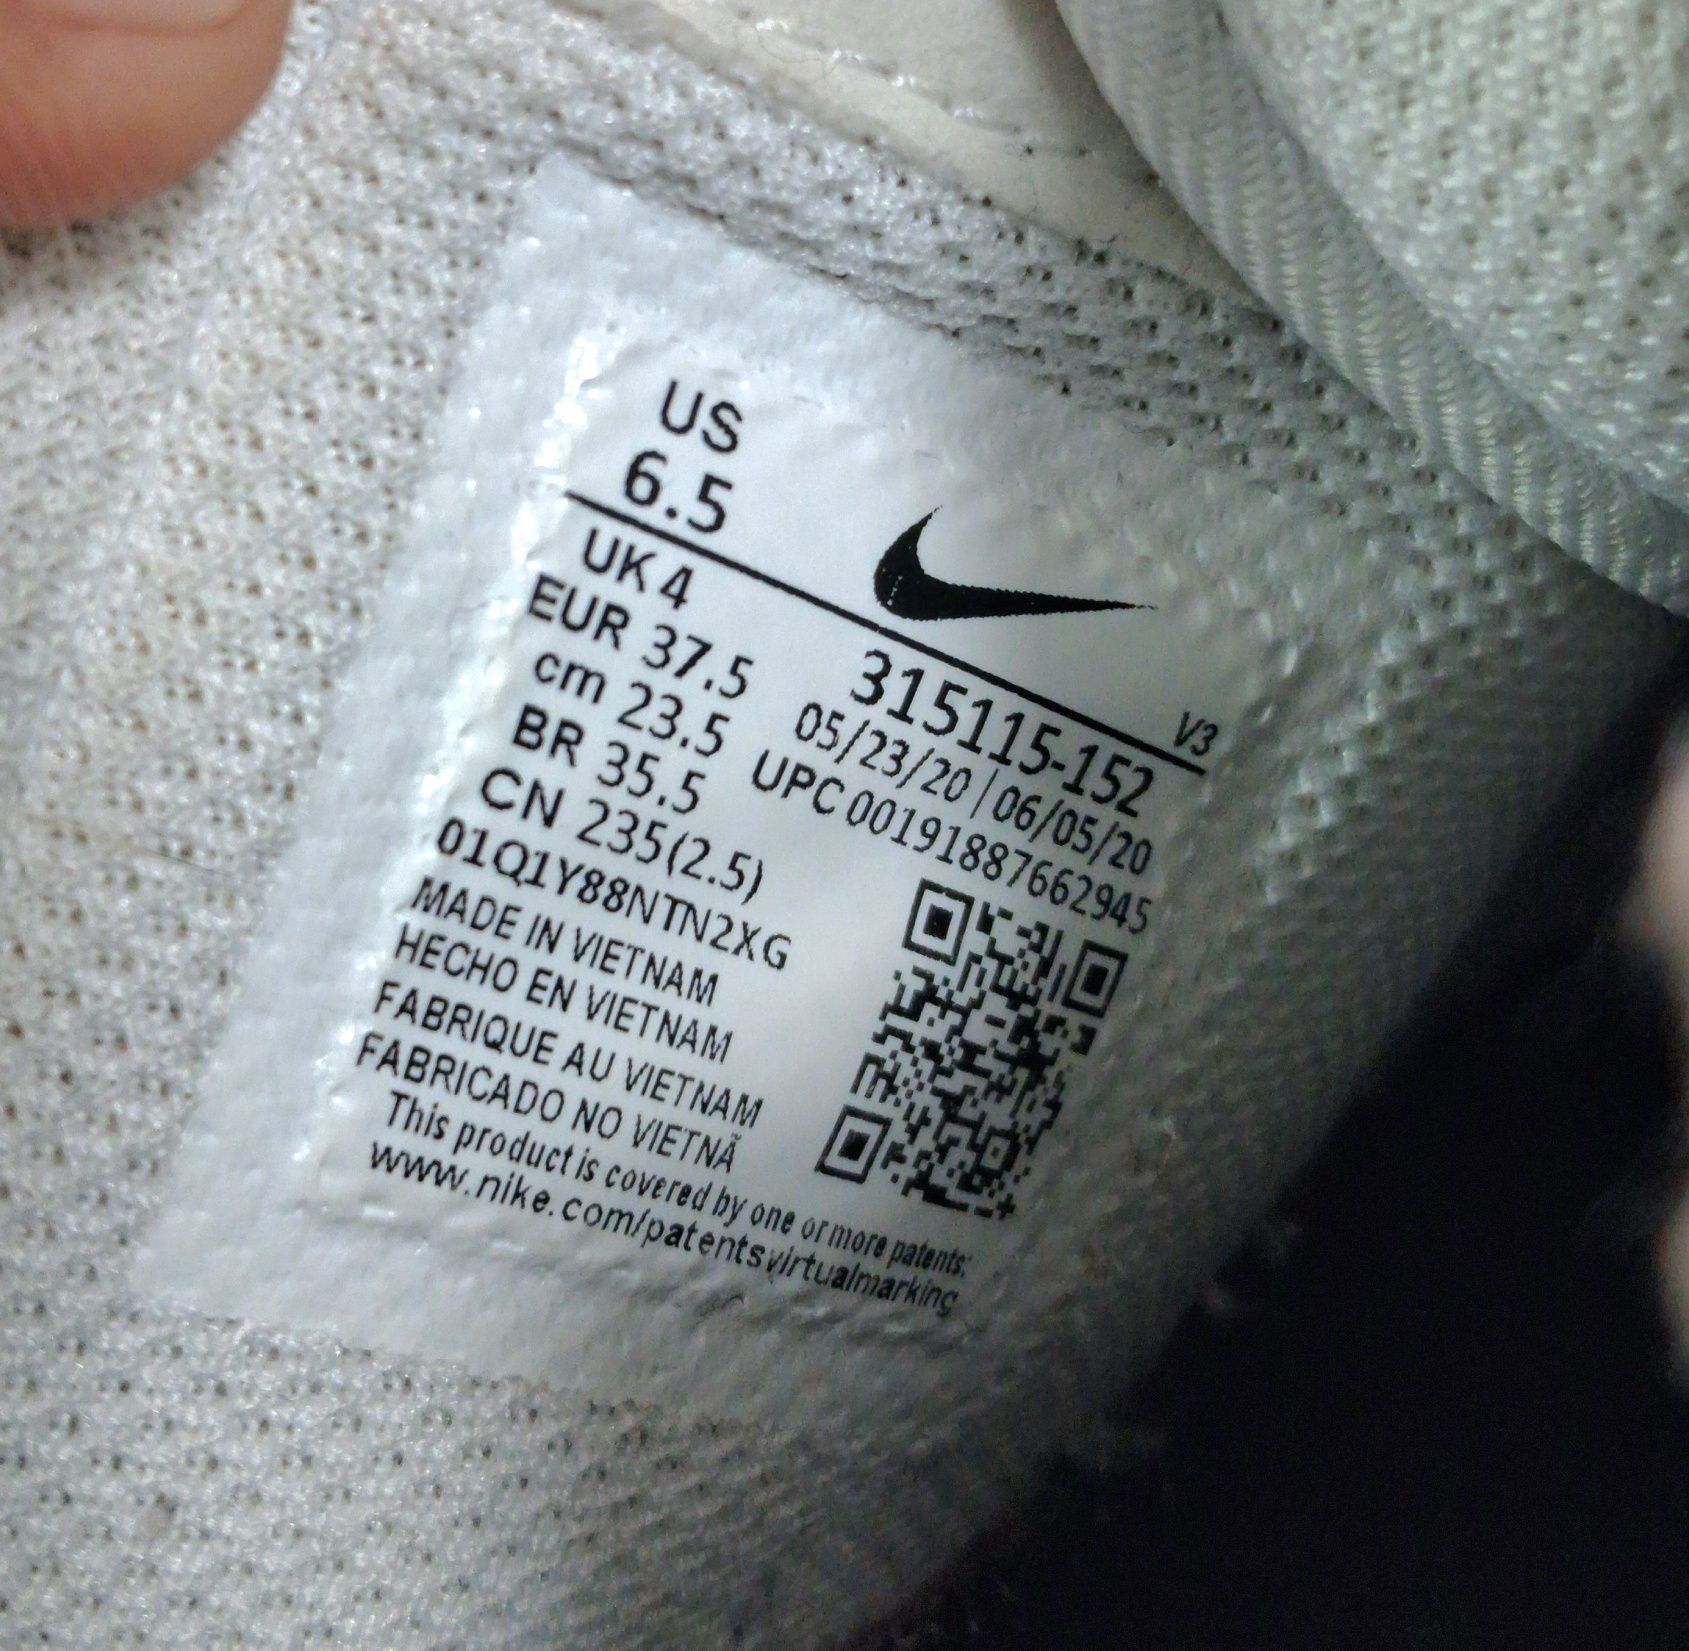 US
6.5
UK 4
EUR 37.5
cm 23.5
BR 35.5
CN 235(2.5)
01Q1Y88NTN2XG
MADE IN VIETNAM
HECHO EN VIETNAM
FABRIQUE AU VIETNAM
FABRICADO NO VIETNÃ
This product is covered by one or more patents:
www.nike.com/patentsvirtualmarking
V3
315115-152
05/23/20 | 06/05/20
UPC 00191887662945